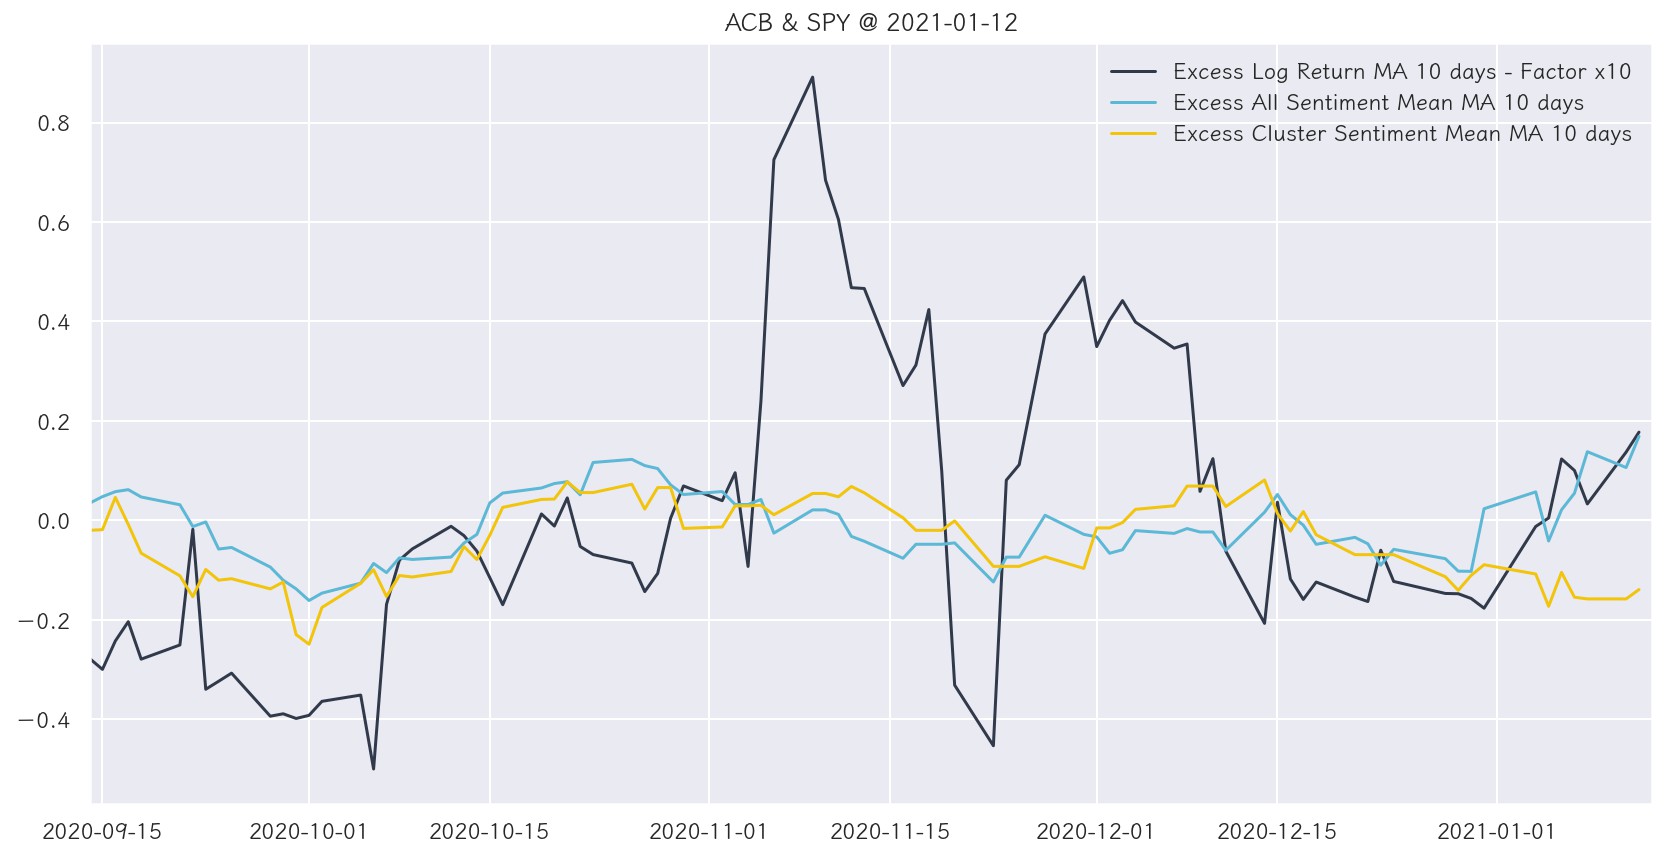 ACB & SPY @ 2021-01-12
Excess Log Return MA 10 days - Factor x10
Excess All Sentiment Mean MA 10 days
Excess Cluster Sentiment Mean MA 10 days
0.8
0.6
0.4
0.2
0.0
−0.2
−0.4
2020-09-15 2020-10-01 2020-10-15 2020-11-01 2020-11-15 2020-12-01 2020-12-15 2021-01-01